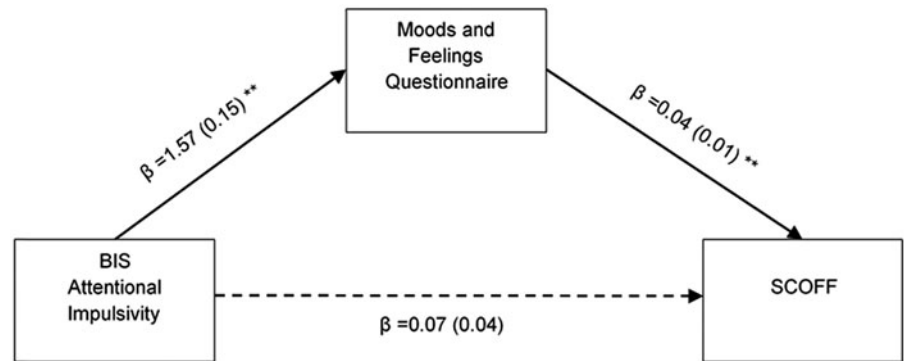 Moods and
Feelings
Questionnaire
β =1.57 (0.15) **
β =0.04 (0.01) **
BIS
Attentional
Impulsivity
SCOFF
β =0.07 (0.04)